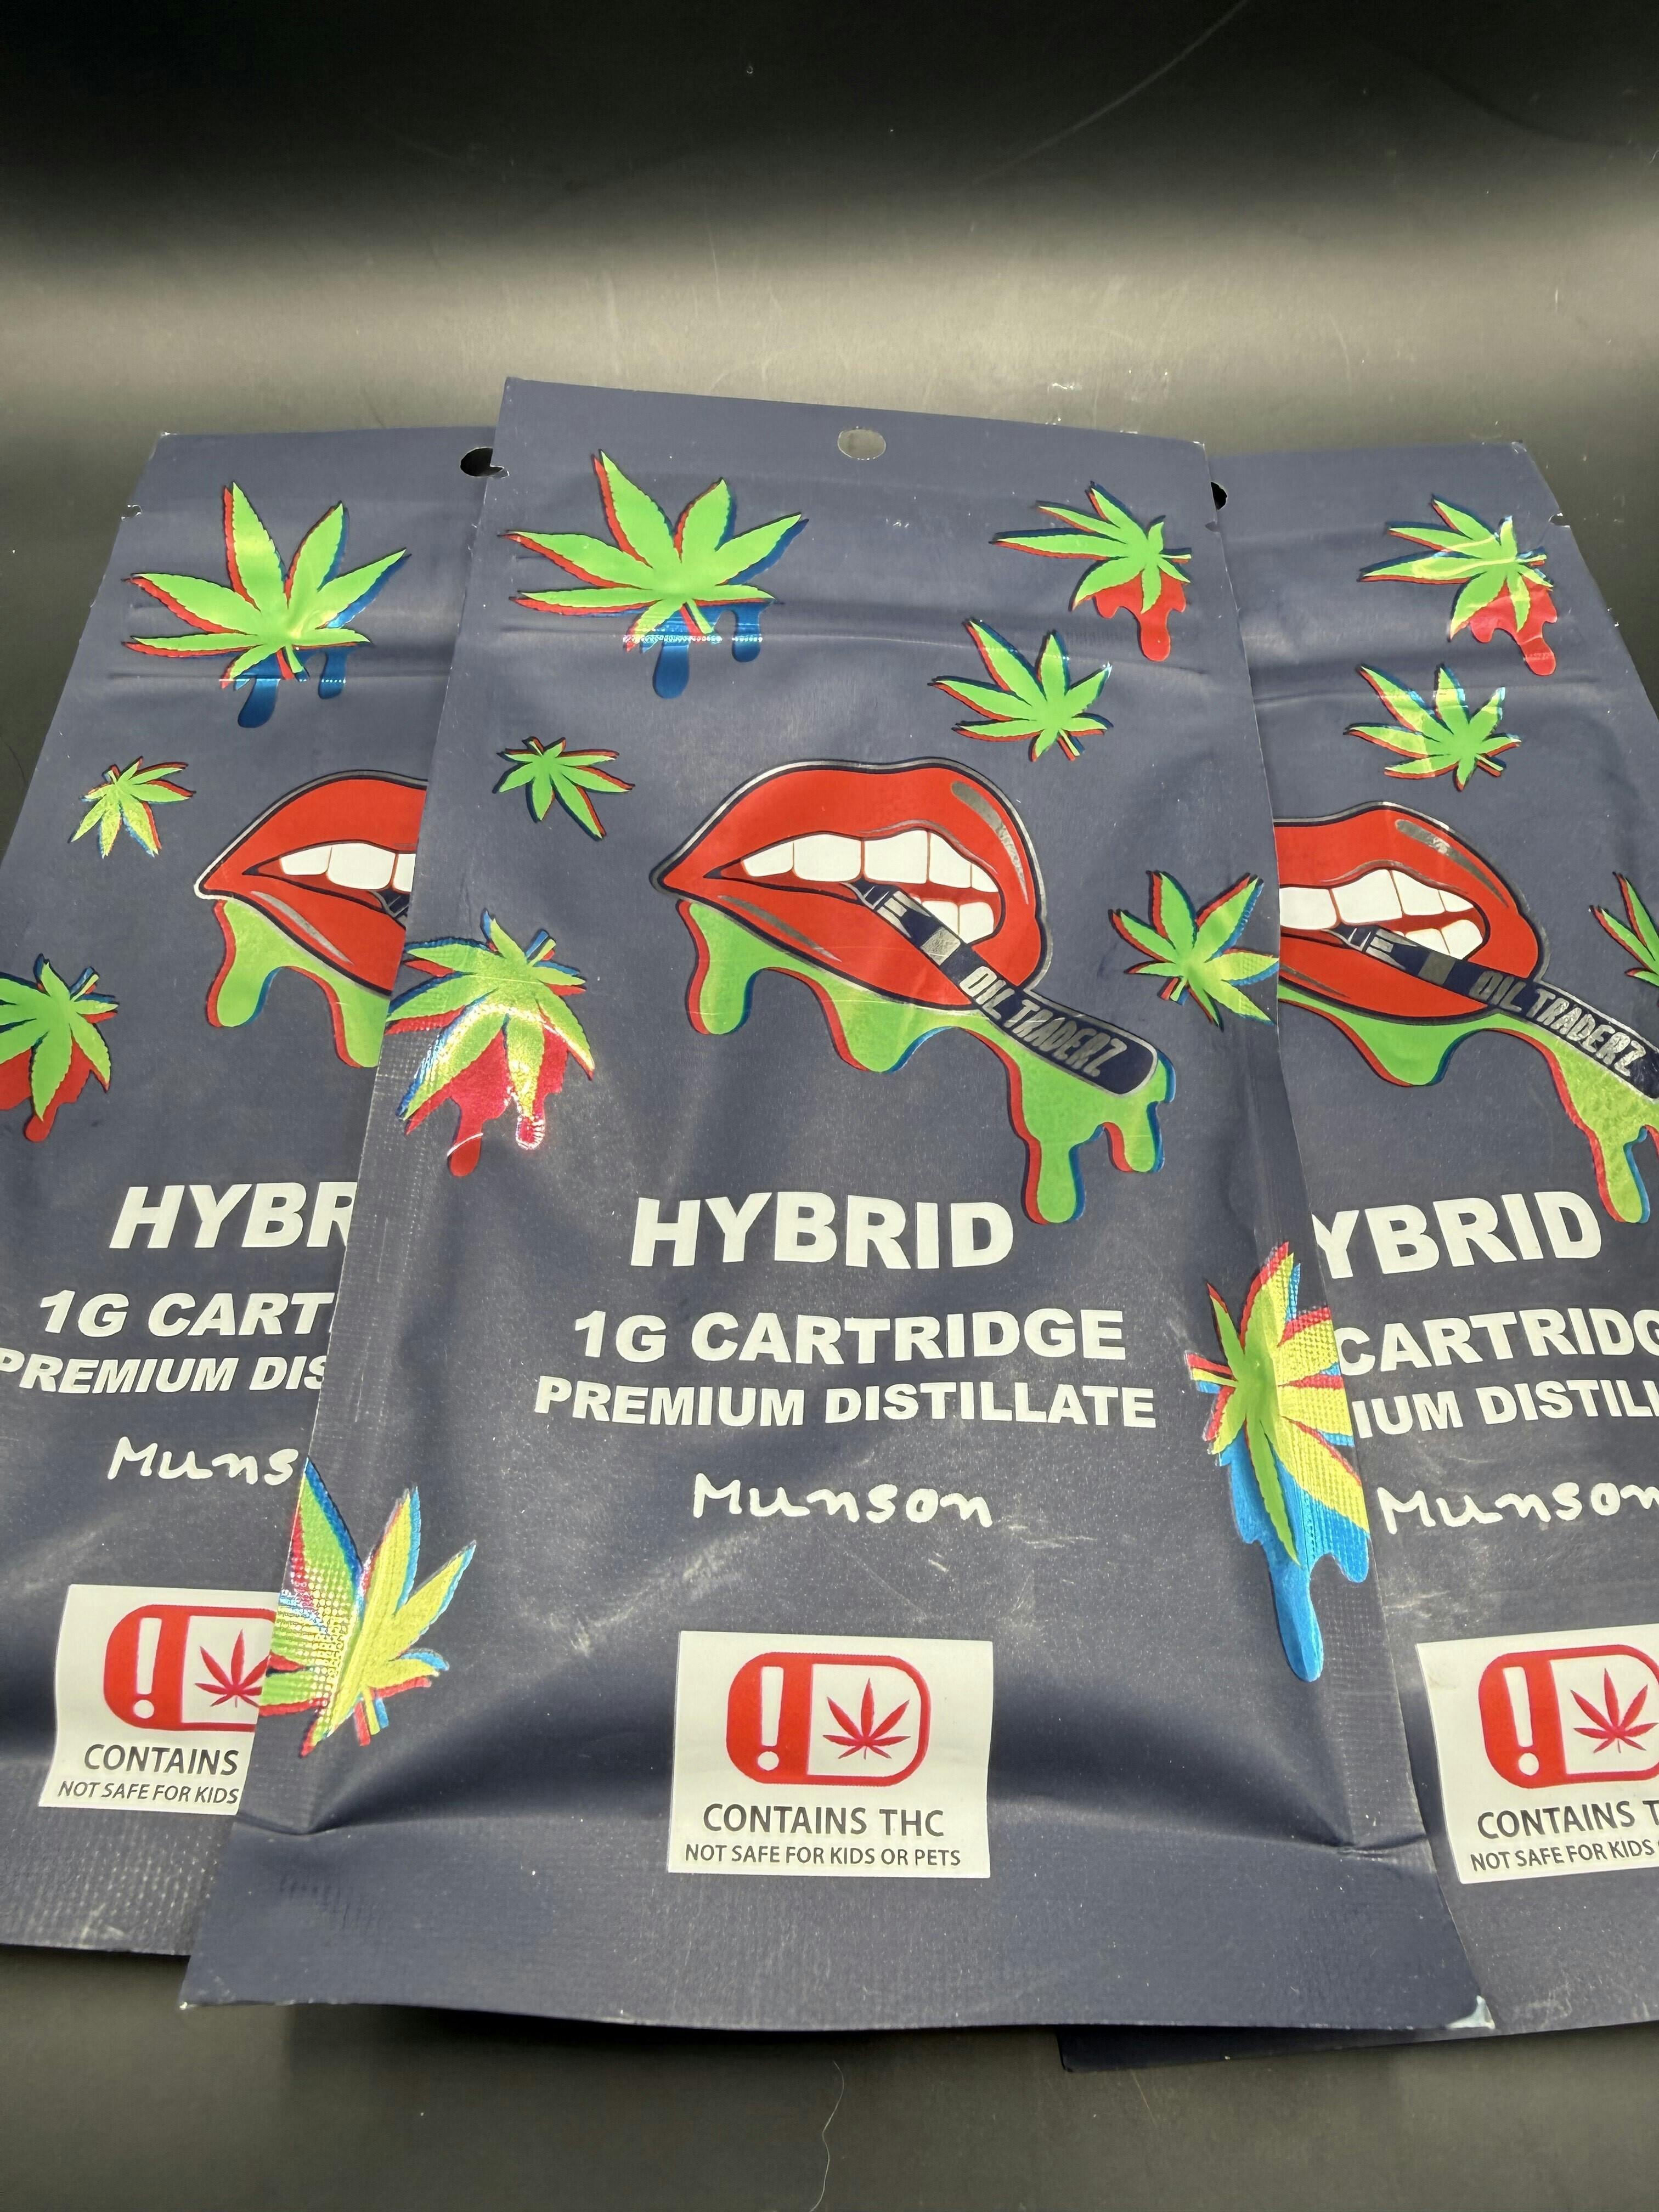 OIL TRADERZ
HYBR
1G CART
PREMIUM DIS
Muns
CONTAINS
NOT SAFE FOR KIDS
HYBRID
1G CARTRIDGE
PREMIUM DISTILLATE
Munson
CONTAINS THC
NOT SAFE FOR KIDS OR PETS
OIL TRADERZ
YBRID
CARTRIDG
IUM DISTILL
Munson
CONTAINS T
NOT SAFE FOR KIDS